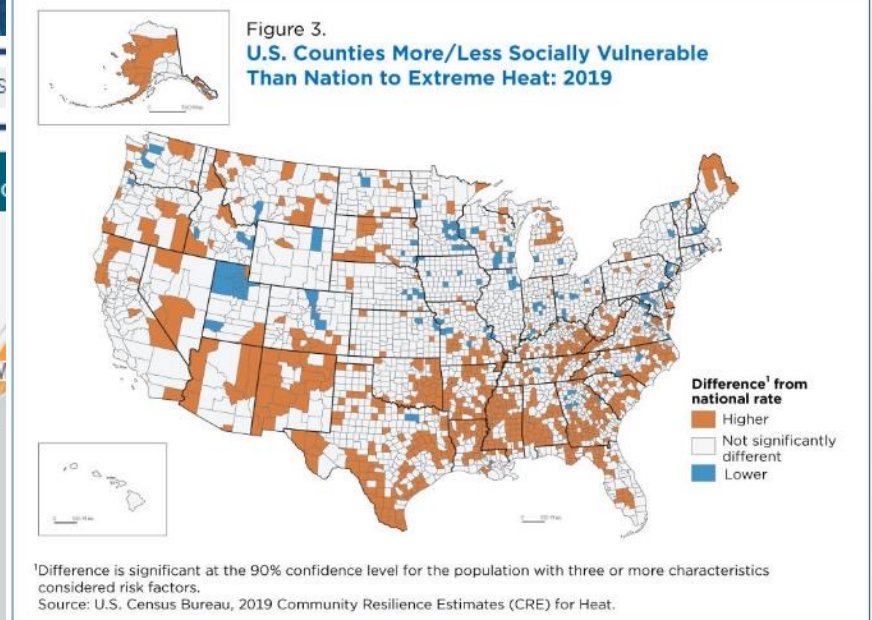 Figure 3.
U.S. Counties More/Less Socially Vulnerable
Than Nation to Extreme Heat: 2019
Difference¹ from
national rate
Higher
Not significantly
different
Lower
¹Difference is significant at the 90% confidence level for the population with three or more characteristics
considered risk factors.
Source: U.S. Census Bureau, 2019 Community Resilience Estimates (CRE) for Heat.